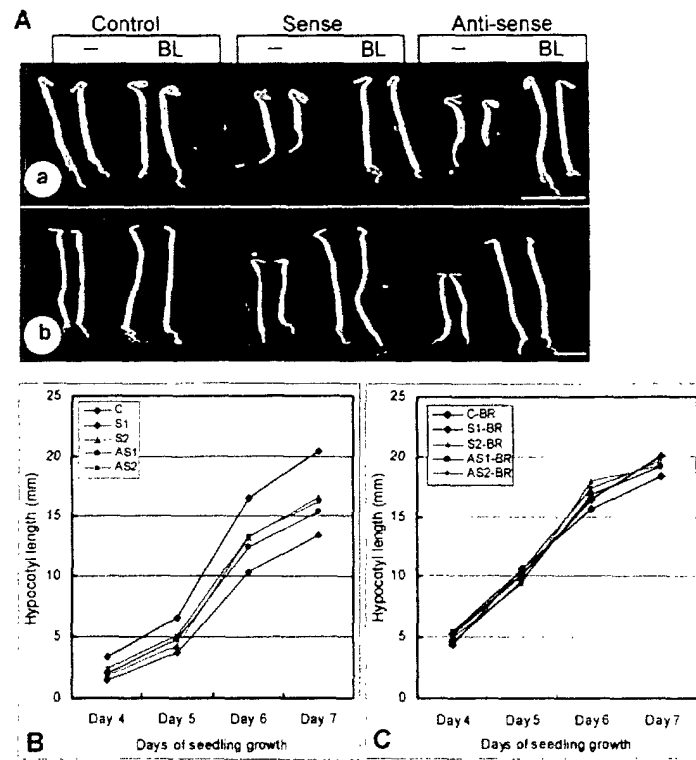 A
Control Sense Anti-sense
– BL – BL – BL
a
b
25
20
15
10
5
0
Hypocotyl length (mm)
C
S1
S2
AS1
AS2
Day 4 Day 5 Day 6 Day 7
Days of seedling growth
B
25
20
15
10
5
0
Hypocotyl length (mm)
C-BR
S1-BR
S2-BR
AS1-BR
AS2-BR
Day 4 Day 5 Day 6 Day 7
Days of seedling growth
C